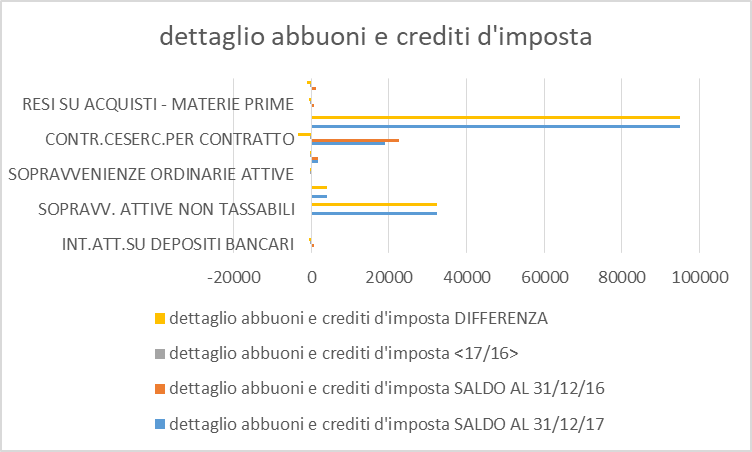 dettaglio abbuoni e crediti d'imposta
RESI SU ACQUISTI - MATERIE PRIME
CONTR.CESERC.PER CONTRATTO
SOPRAVVENIENZE ORDINARIE ATTIVE
SOPRAVV. ATTIVE NON TASSABILI
INT.ATT.SU DEPOSITI BANCARI
-20000 0 20000 40000 60000 80000 100000
dettaglio abbuoni e crediti d'imposta DIFFERENZA
dettaglio abbuoni e crediti d'imposta <17/16>
dettaglio abbuoni e crediti d'imposta SALDO AL 31/12/16
dettaglio abbuoni e crediti d'imposta SALDO AL 31/12/17